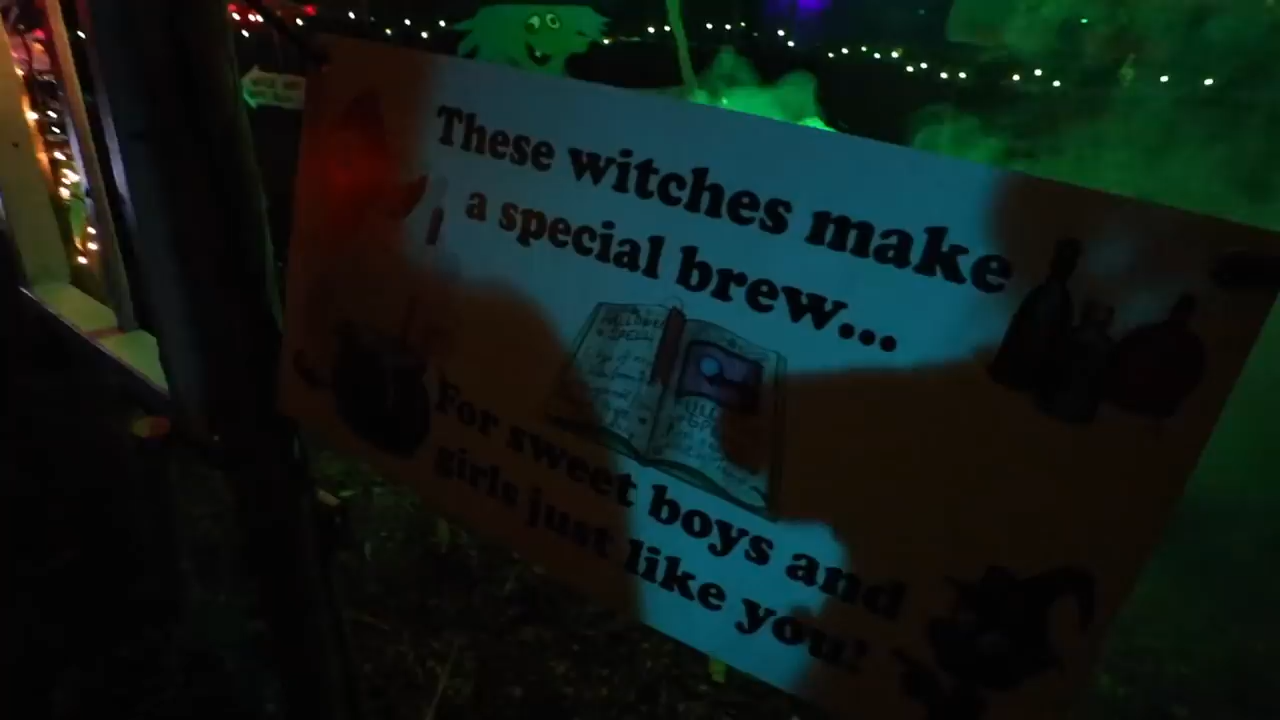 These witches make
a special brew...
For sweet boys and
girls just like you!